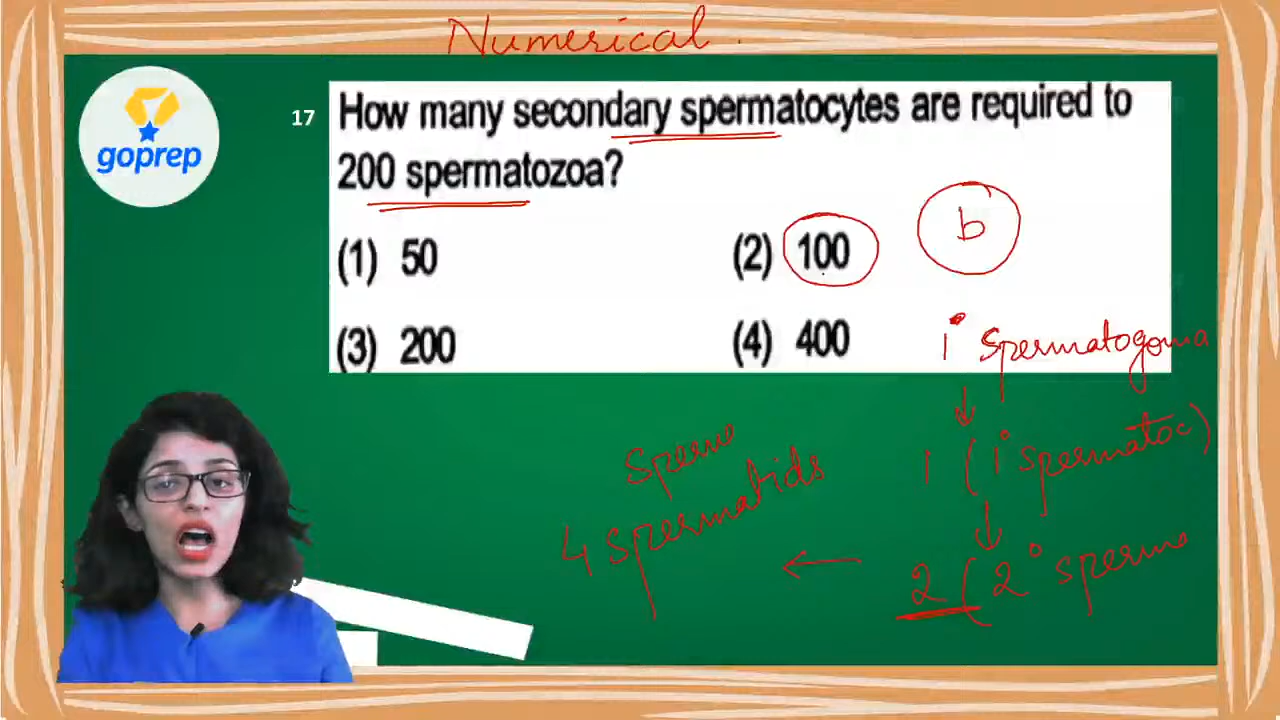 Numerical.
goprep
17
How many secondary spermatocytes are required to
200 spermatozoa?
(1) 50
(2) 100
b
(3) 200
(4) 400
1° spermatogonia
1 (1° spermatoc)
2 (2° sperma
4 spermatids
Sperma